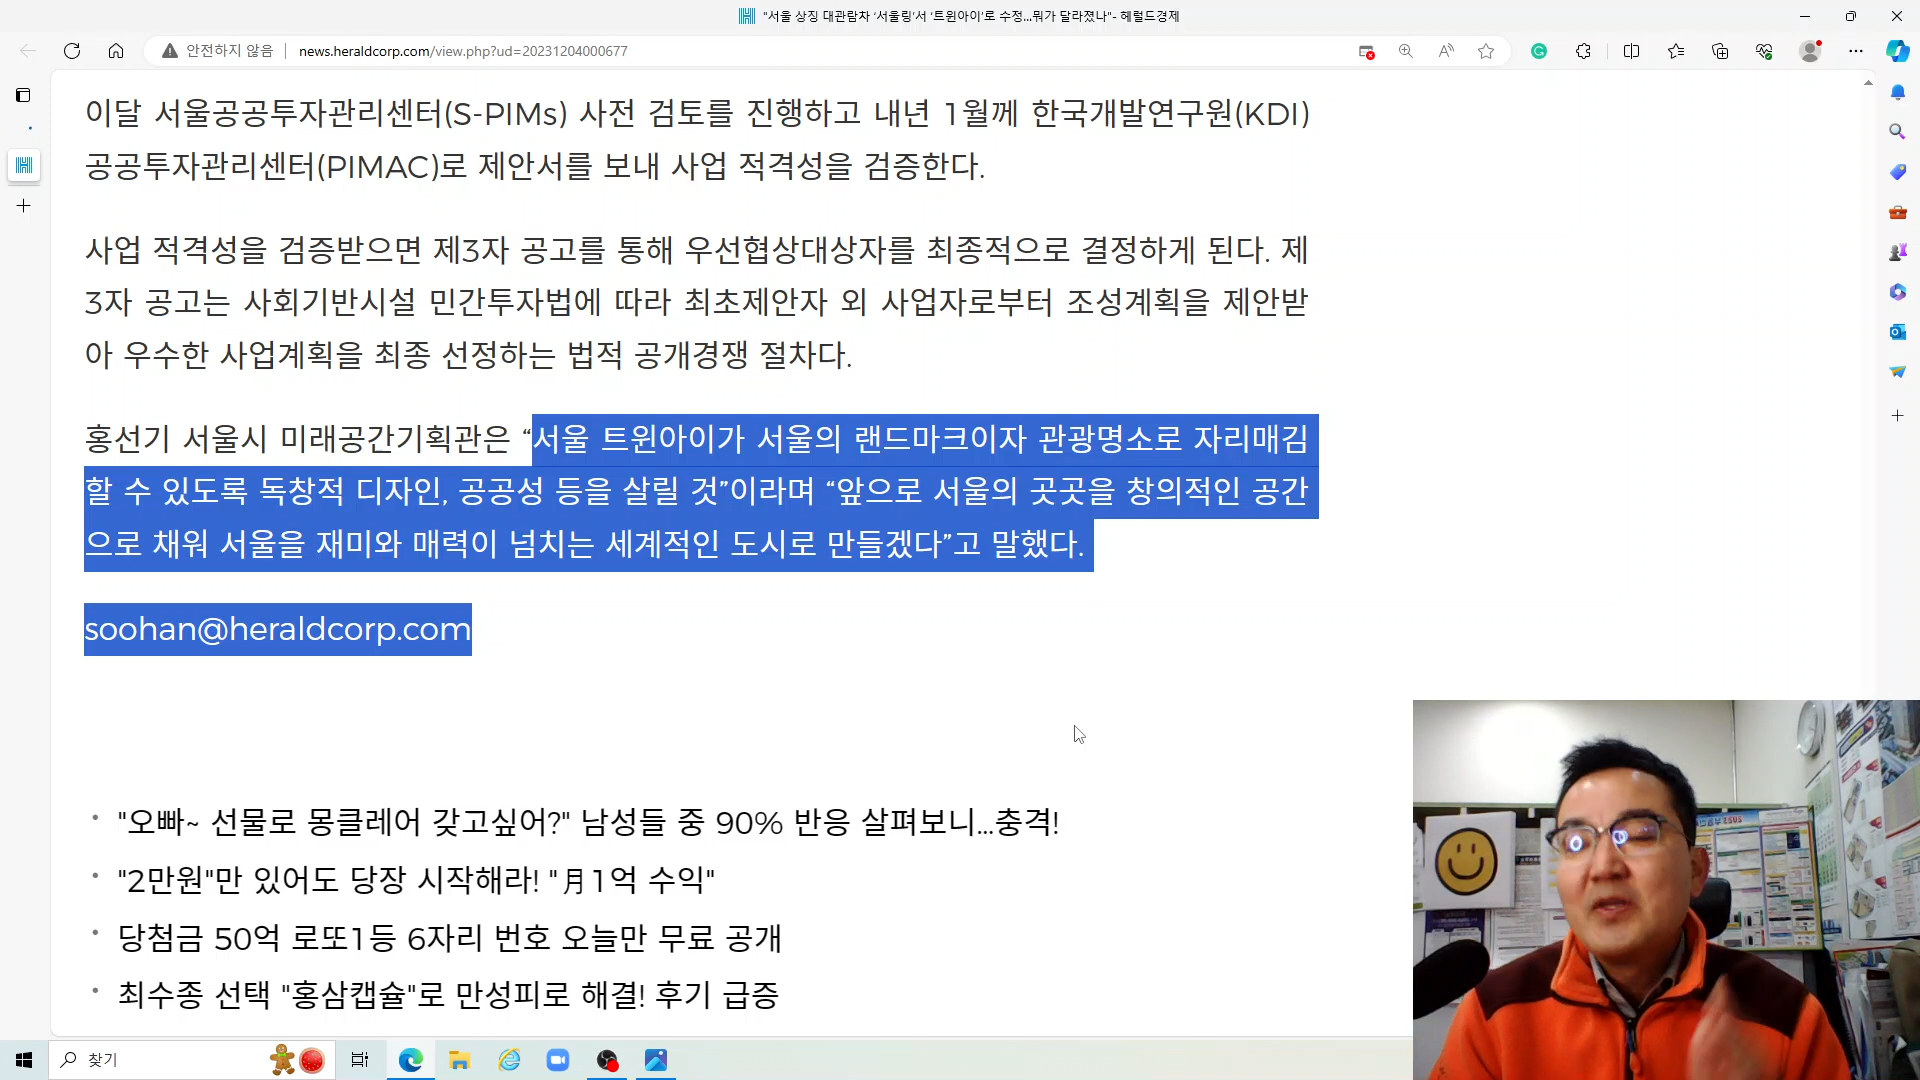 "서울 상징 대관람차 '서울링'서 '트윈아이'로 수정...뭐가 달라졌나"- 헤럴드경제
안전하지 않음 | news.heraldcorp.com/view.php?ud=20231204000677
이달 서울공공투자관리센터(S-PIMs) 사전 검토를 진행하고 내년 1월께 한국개발연구원(KDI)
공공투자관리센터(PIMAC)로 제안서를 보내 사업 적격성을 검증한다.
사업 적격성을 검증받으면 제3자 공고를 통해 우선협상대상자를 최종적으로 결정하게 된다. 제
3자 공고는 사회기반시설 민간투자법에 따라 최초제안자 외 사업자로부터 조성계획을 제안받
아 우수한 사업계획을 최종 선정하는 법적 공개경쟁 절차다.
홍선기 서울시 미래공간기획관은 “서울 트윈아이가 서울의 랜드마크이자 관광명소로 자리매김
할 수 있도록 독창적 디자인, 공공성 등을 살릴 것”이라며 “앞으로 서울의 곳곳을 창의적인 공간
으로 채워 서울을 재미와 매력이 넘치는 세계적인 도시로 만들겠다”고 말했다.
soohan@heraldcorp.com
• "오빠~ 선물로 몽클레어 갖고싶어?" 남성들 중 90% 반응 살펴보니...충격!
• "2만원"만 있어도 당장 시작해라! "月1억 수익"
• 당첨금 50억 로또1등 6자리 번호 오늘만 무료 공개
• 최수종 선택 "홍삼캡슐"로 만성피로 해결! 후기 급증
찾기